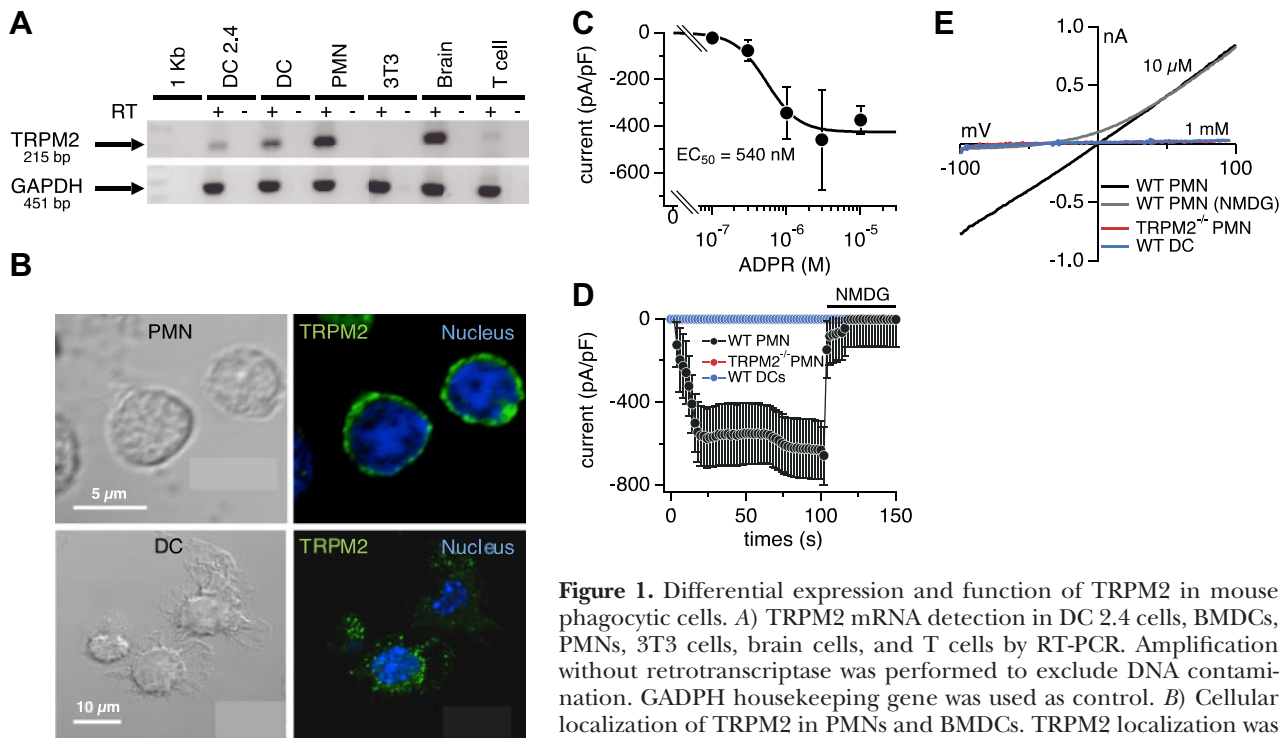 A
1 Kb
DC 2.4
DC
PMN
3T3
Brain
T cell
RT + - + - + - + - + - + -
TRPM2
215 bp
GAPDH
451 bp
B
PMN
5 µm
TRPM2 Nucleus
DC
10 µm
TRPM2 Nucleus
C
0
-200
-400
-600
current (pA/pF)
EC50 = 540 nM
0 10-7 10-6 10-5
ADPR (M)
D
NMDG
0
-400
-800
current (pA/pF)
WT PMN
TRPM2-/- PMN
WT DCs
0 50 100 150
times (s)
E
1.0
nA
0.5
10 µM
mV
1 mM
-100
100
-0.5
-1.0
WT PMN
WT PMN (NMDG)
TRPM2-/- PMN
WT DC
Figure 1. Differential expression and function of TRPM2 in mouse
phagocytic cells. A) TRPM2 mRNA detection in DC 2.4 cells, BMDCs,
PMNs, 3T3 cells, brain cells, and T cells by RT-PCR. Amplification
without retrotranscriptase was performed to exclude DNA contami-
nation. GADPH housekeeping gene was used as control. B) Cellular
localization of TRPM2 in PMNs and BMDCs. TRPM2 localization was